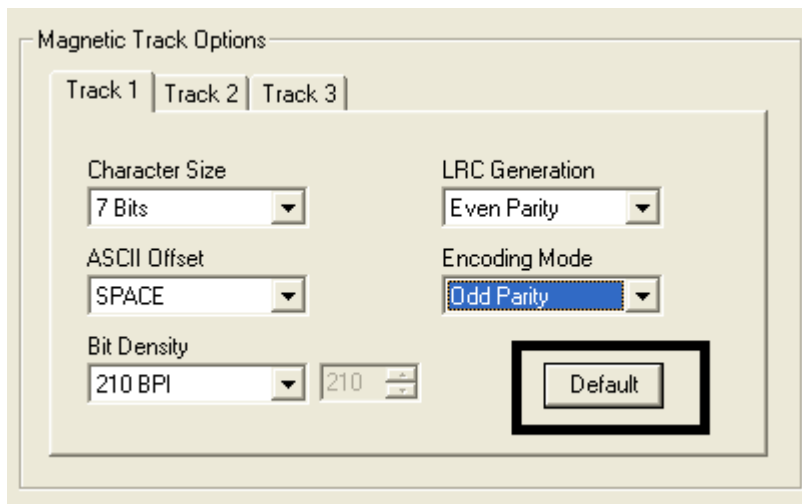 Magnetic Track Options
Track 1 Track 2 Track 3
Character Size LRC Generation
7 Bits Even Parity
ASCII Offset Encoding Mode
SPACE Odd Parity
Bit Density
210 BPI 210 Default